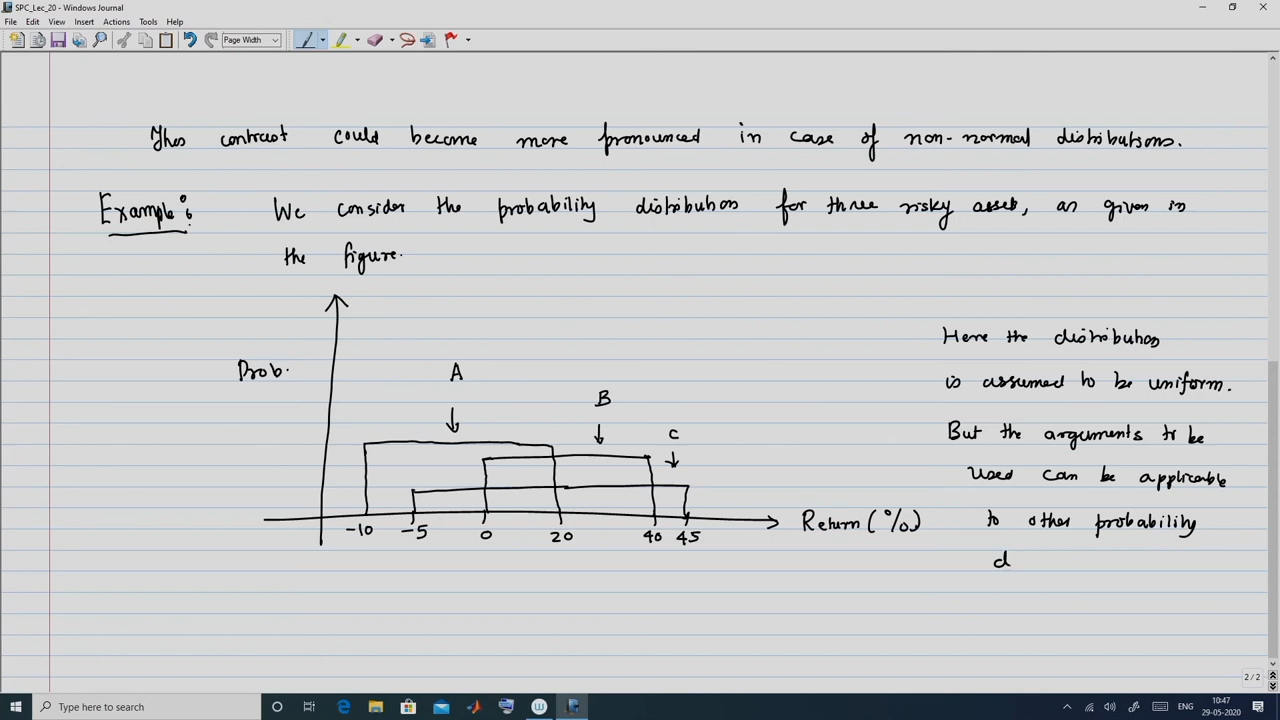 SPC_Lec_20 - Windows Journal
File Edit View Insert Actions Tools Help
Page Width
This contrast could become more pronounced in case of non-normal distributions.
Example: We consider the probability distribution for three risky asset, as given in
the figure.
Prob.
A
B
C
-10 -5 0 20 40 45
Return (%)
Here the distribution
is assumed to be uniform.
But the arguments to be
used can be applicable
to other probability
d
2/2
Type here to search
ENG
10:47
29-05-2020